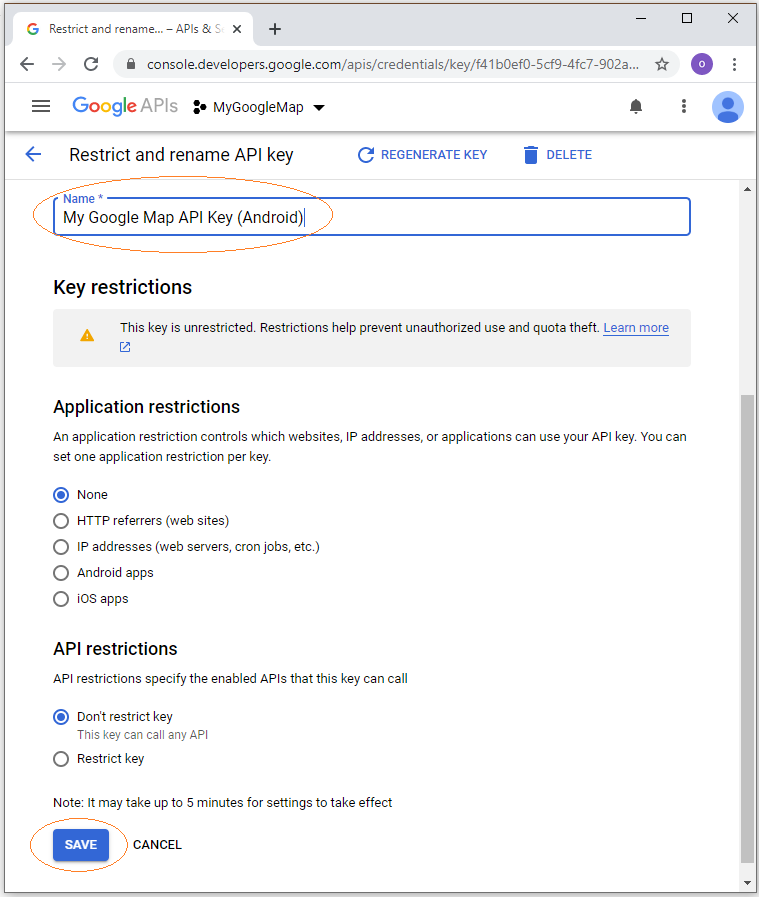 Restrict and rename... – APIs & S
console.developers.google.com/apis/credentials/key/f41b0ef0-5cf9-4fc7-902a...
O
Google APIs
MyGoogleMap
Restrict and rename API key
REGENERATE KEY
DELETE
Name *
My Google Map API Key (Android)
Key restrictions
This key is unrestricted. Restrictions help prevent unauthorized use and quota theft. Learn more
Application restrictions
An application restriction controls which websites, IP addresses, or applications can use your API key. You can
set one application restriction per key.
None
HTTP referrers (web sites)
IP addresses (web servers, cron jobs, etc.)
Android apps
iOS apps
API restrictions
API restrictions specify the enabled APIs that this key can call
Don't restrict key
This key can call any API
Restrict key
Note: It may take up to 5 minutes for settings to take effect
SAVE
CANCEL